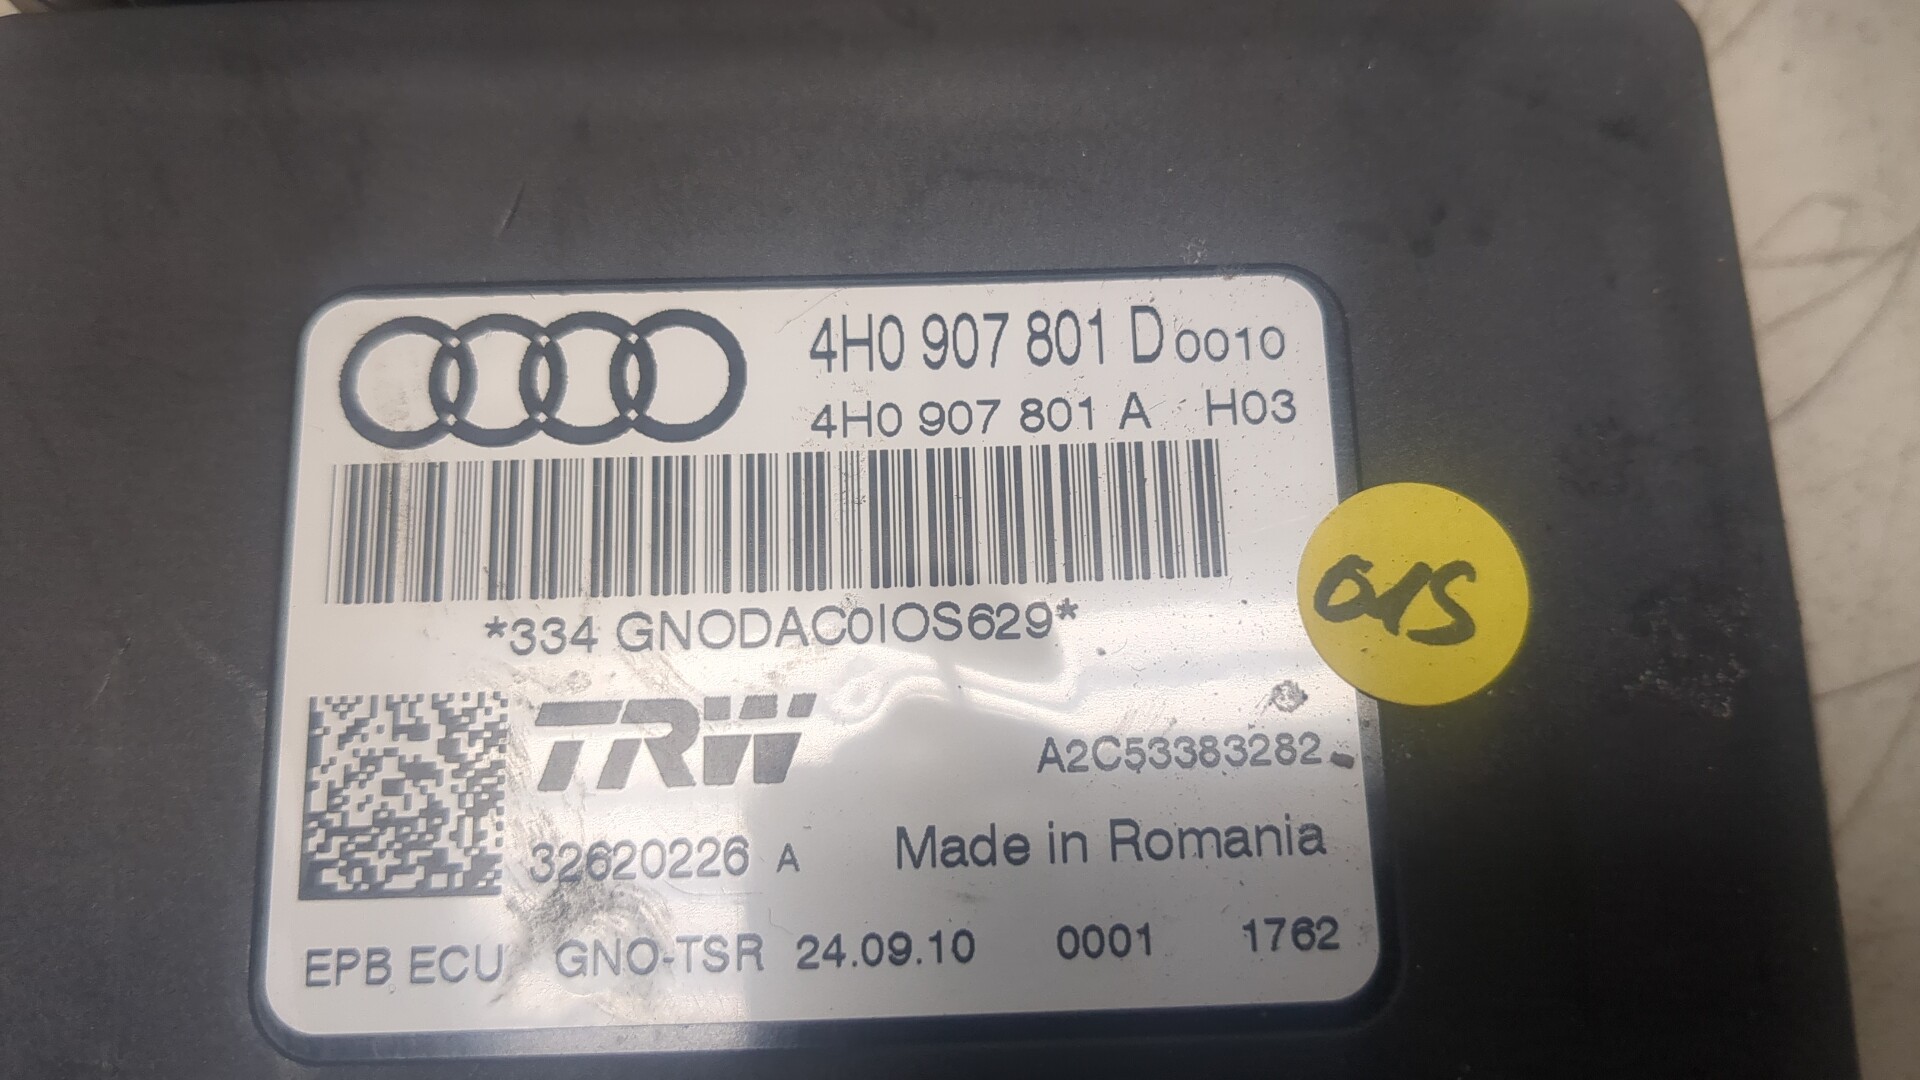 4H0 907 801 D 0010
4H0 907 801 A H03
*334 GNODAC0IOS629*
TRW
A2C53383282
32620226 A
Made in Romania
EPB ECU GNO-TSR 24.09.10 0001 1762